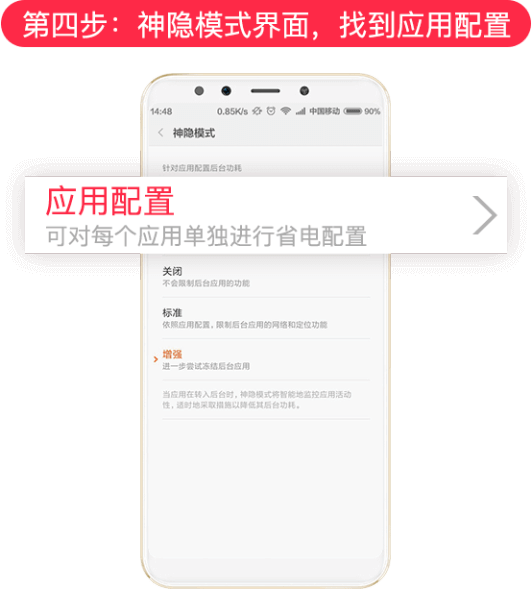 第四步：神隐模式界面，找到应用配置
14:48
0.85K/s
中国移动
90%
神隐模式
针对应用配置后台功耗
应用配置
可对每个应用单独进行省电配置
关闭
不会限制后台应用的功能
标准
依照应用配置，限制后台应用的网络和定位功能
增强
进一步尝试冻结后台应用
当应用在转入后台时，神隐模式将智能地监控应用活动
性，适时地采取措施以降低其后台功耗。